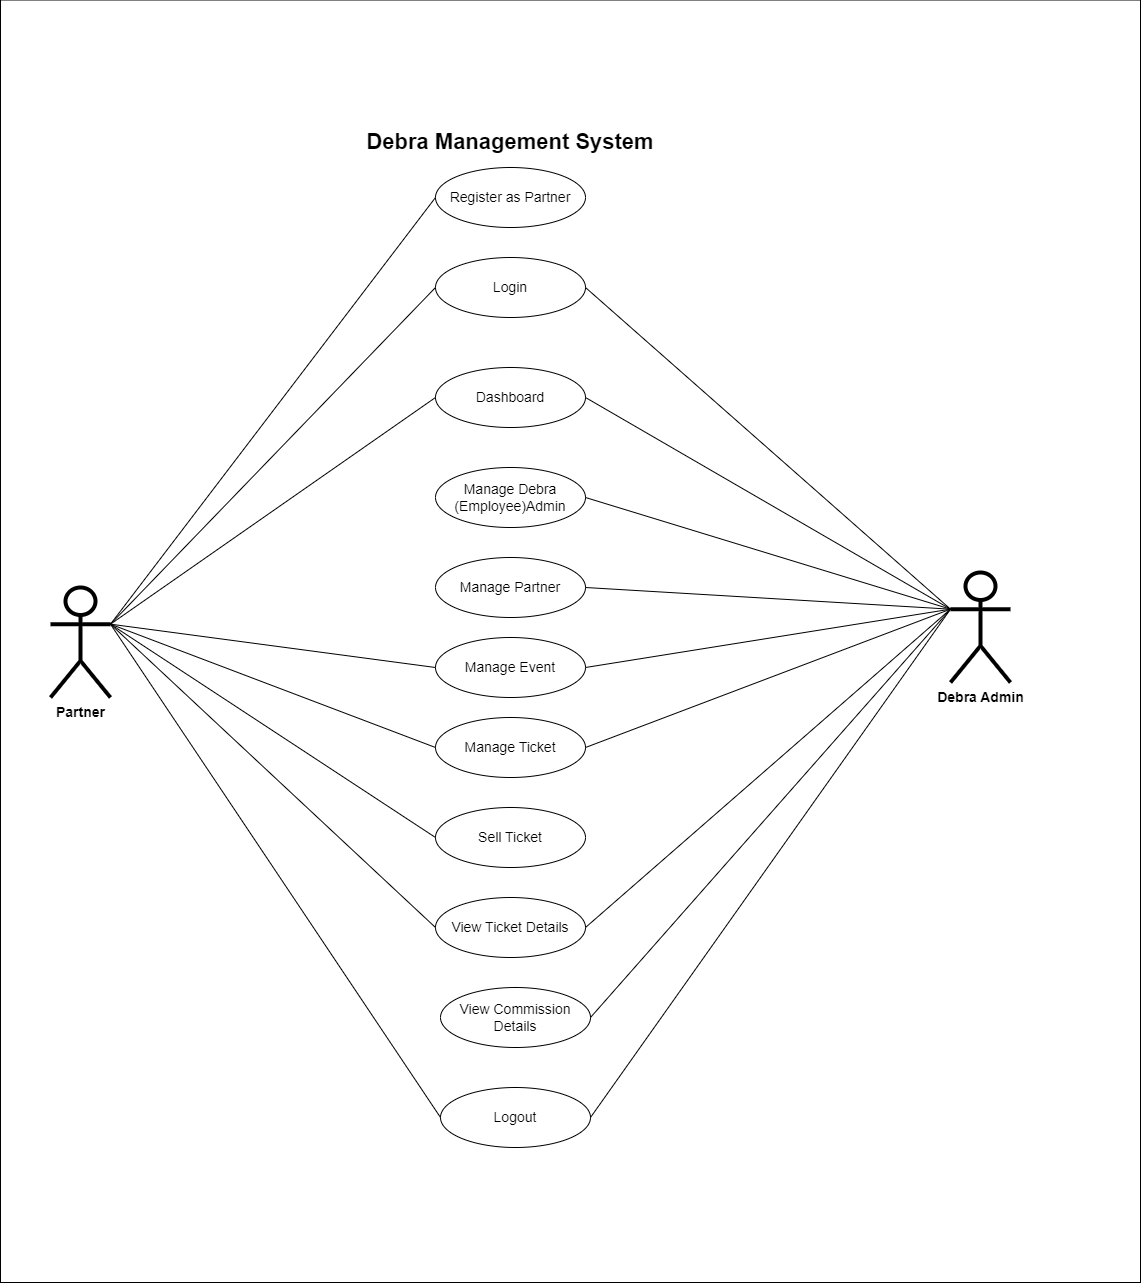 Debra Management System
Register as Partner
Login
Dashboard
Manage Debra
(Employee)Admin
Manage Partner
Manage Event
Manage Ticket
Sell Ticket
View Ticket Details
View Commission
Details
Logout
Partner
Debra Admin